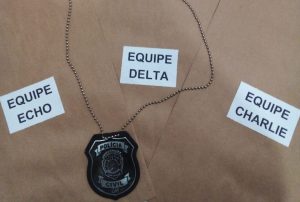 EQUIPE
ECHO
EQUIPE
DELTA
EQUIPE
CHARLIE
POLÍCIA
CIVIL